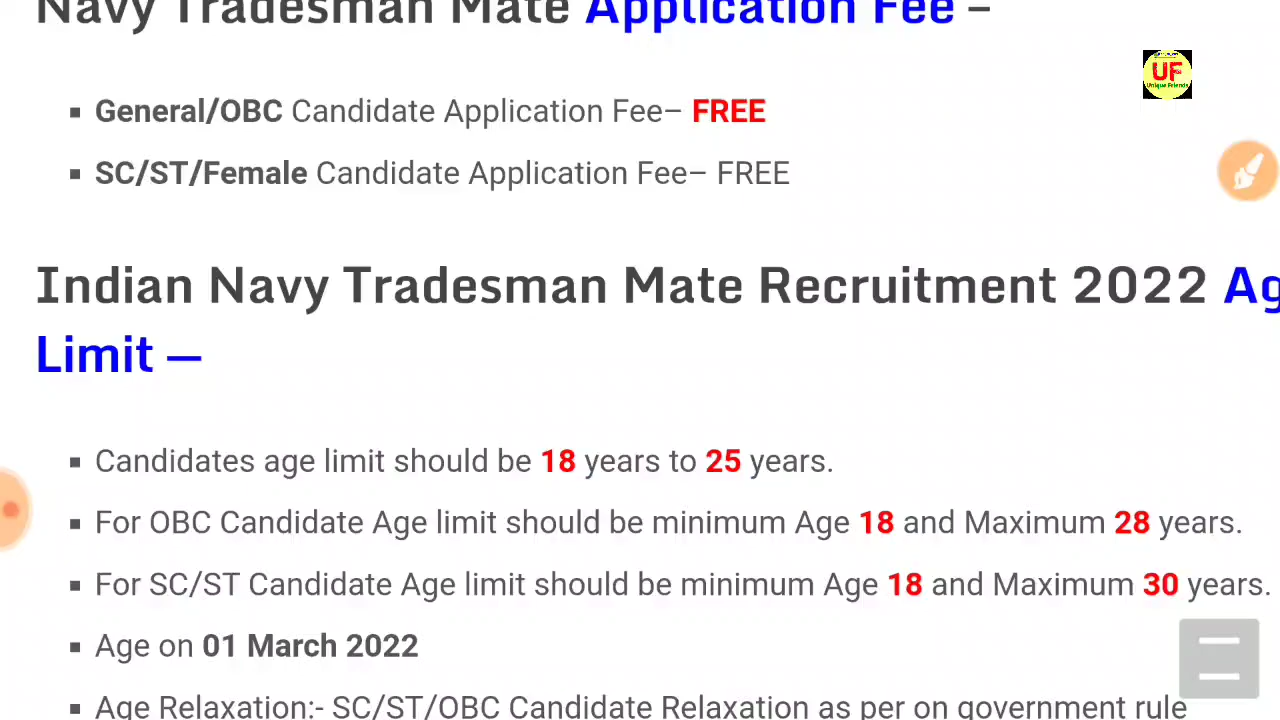 Navy Tradesman Mate Application Fee –
UF
Unique Friends
General/OBC Candidate Application Fee– FREE
SC/ST/Female Candidate Application Fee– FREE
Indian Navy Tradesman Mate Recruitment 2022 Ag
Limit —
Candidates age limit should be 18 years to 25 years.
For OBC Candidate Age limit should be minimum Age 18 and Maximum 28 years.
For SC/ST Candidate Age limit should be minimum Age 18 and Maximum 30 years.
Age on 01 March 2022
Age Relaxation:- SC/ST/OBC Candidate Relaxation as per on government rule